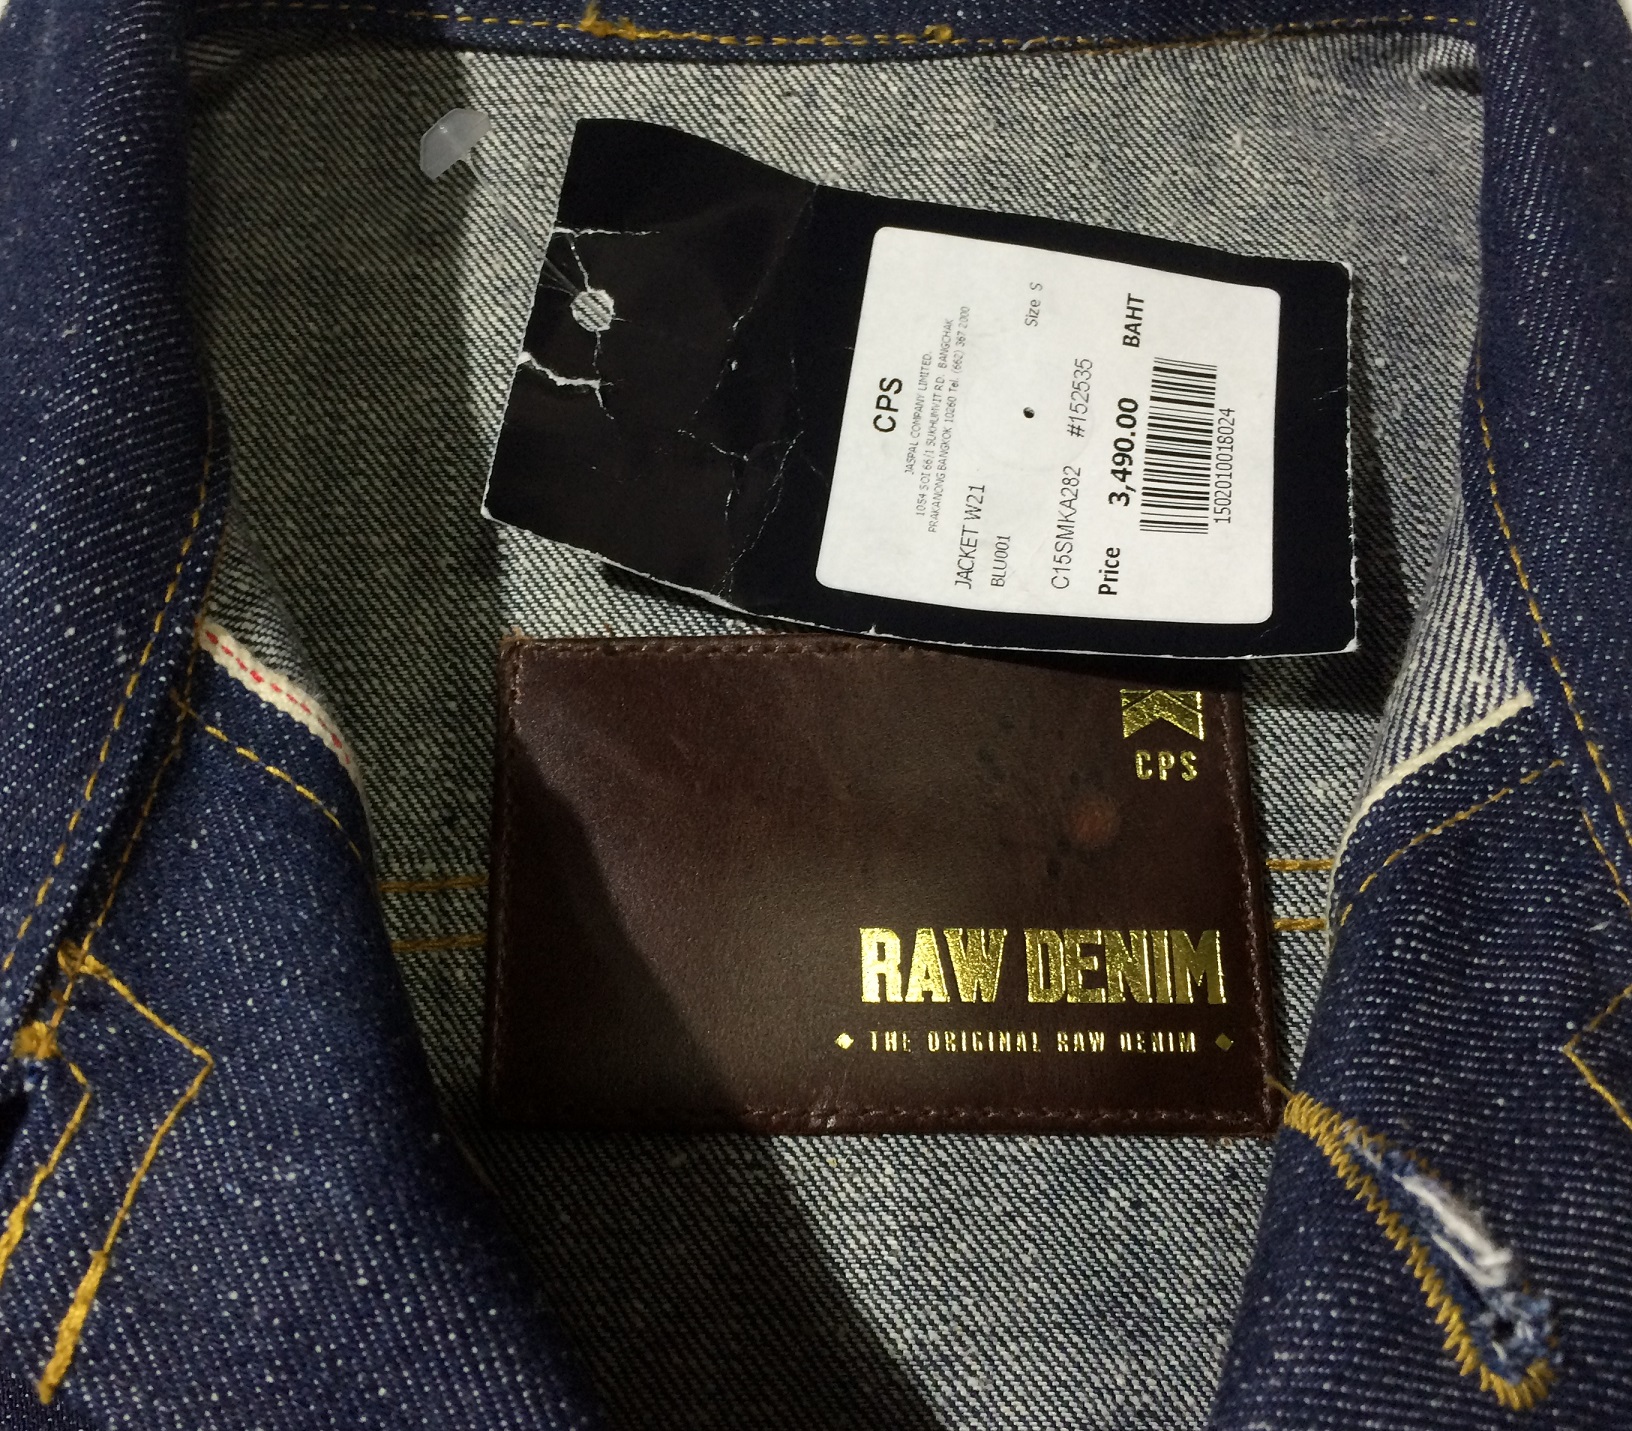 CPS
JASPAL COMPANY LIMITED.
1054 SOI 66/1 SUKHUMVIT RD. BANGCHAK
PRAKANONG BANGKOK 10260 Tel. (662) 367 2000
JACKET W21
BLU001 Size S
C15SMKA282 #152535
Price 3,490.00 BAHT
1502010018024
CPS
RAW DENIM
THE ORIGINAL RAW DENIM